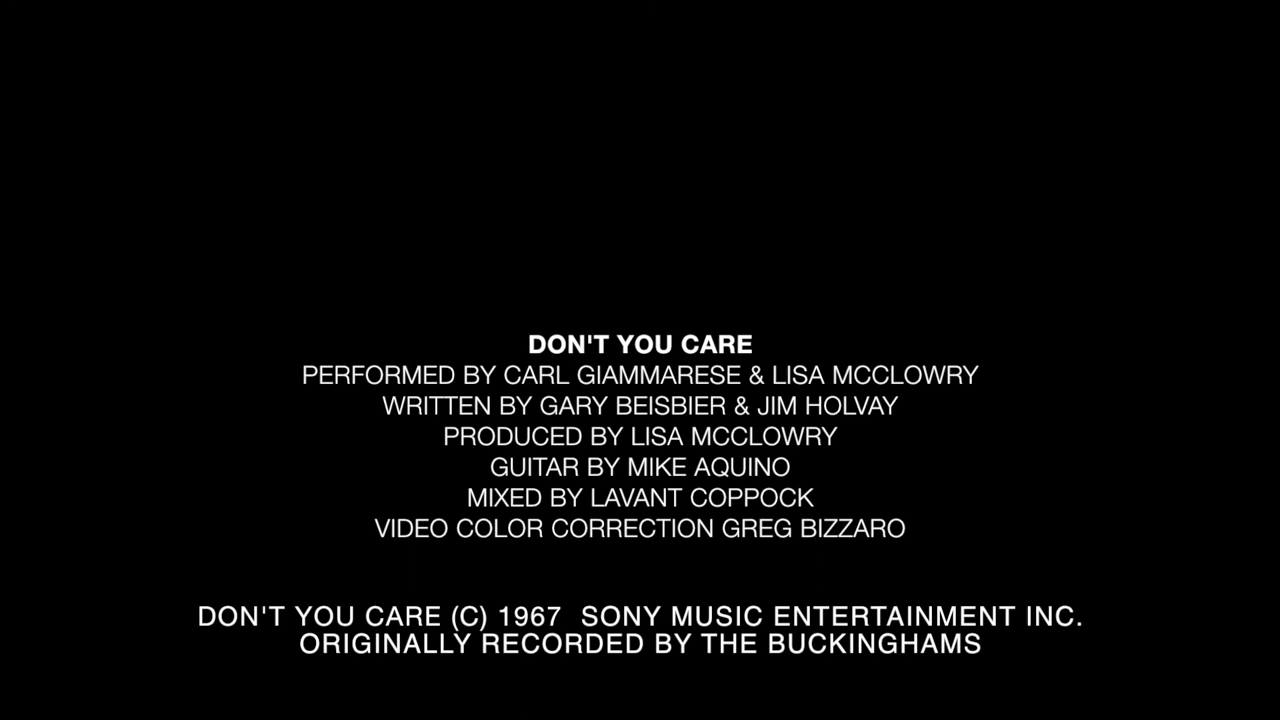 DON'T YOU CARE
PERFORMED BY CARL GIAMMARESE & LISA MCCLOWRY
WRITTEN BY GARY BEISBIER & JIM HOLVAY
PRODUCED BY LISA MCCLOWRY
GUITAR BY MIKE AQUINO
MIXED BY LAVANT COPPOCK
VIDEO COLOR CORRECTION GREG BIZZARO
DON'T YOU CARE (C) 1967  SONY MUSIC ENTERTAINMENT INC.
ORIGINALLY RECORDED BY THE BUCKINGHAMS